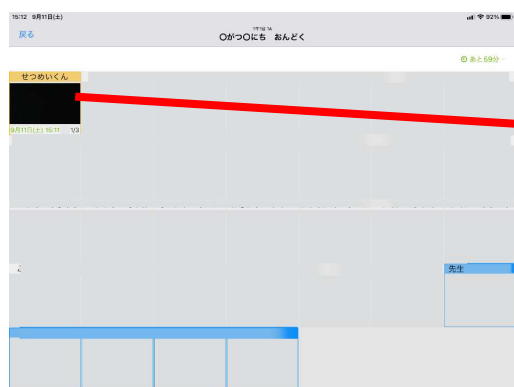 15:12 9月11日(土)
92%
戻る
〇がつ〇にち おんどく
あと59分
せつめいくん
9月11日(土) 15:11 1/3
先生